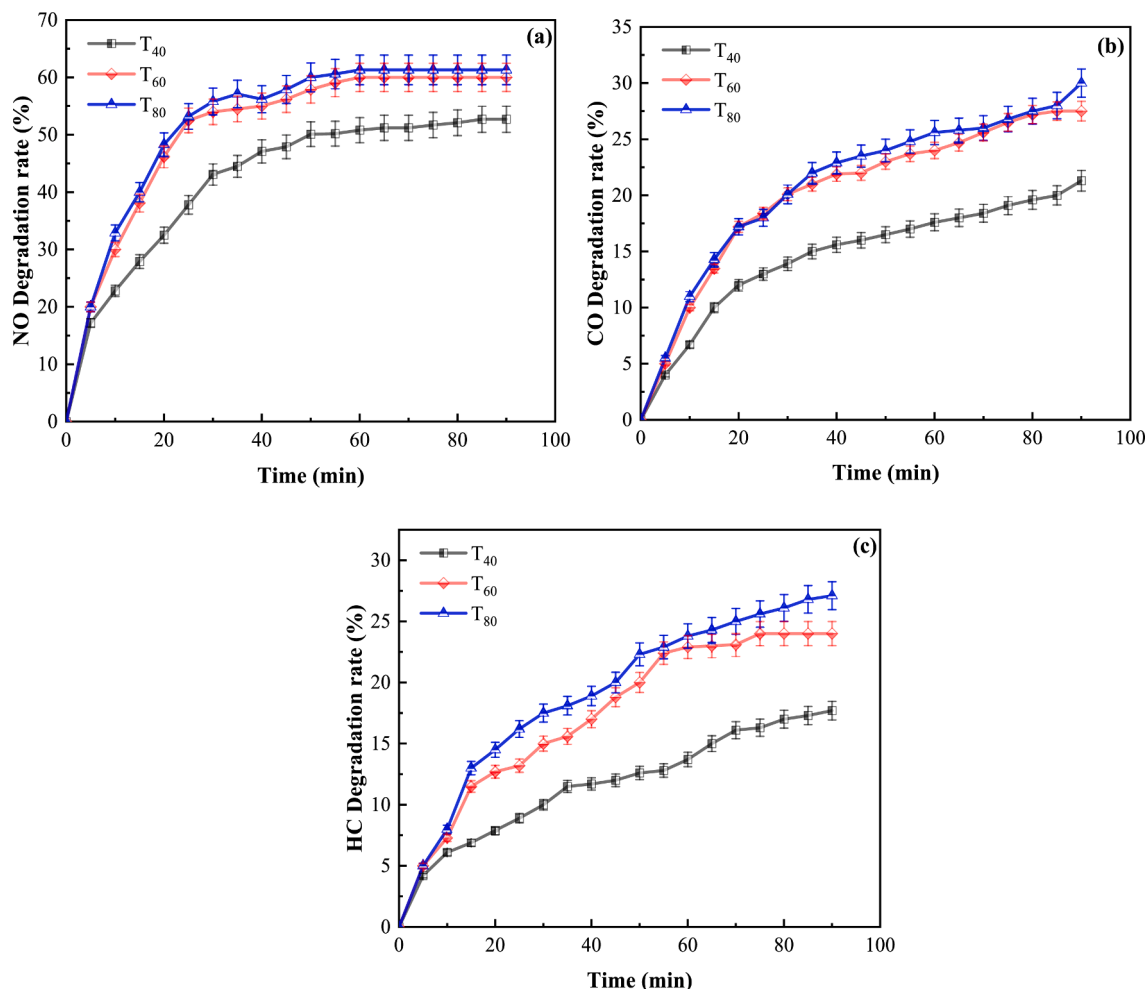 (a)
T40
T60
T80
NO Degradation rate (%)
70
60
50
40
30
20
10
0
0 20 40 60 80 100
Time (min)
(b)
T40
T60
T80
CO Degradation rate (%)
35
30
25
20
15
10
5
0
0 20 40 60 80 100
Time (min)
(c)
T40
T60
T80
HC Degradation rate (%)
30
25
20
15
10
5
0
0 20 40 60 80 100
Time (min)